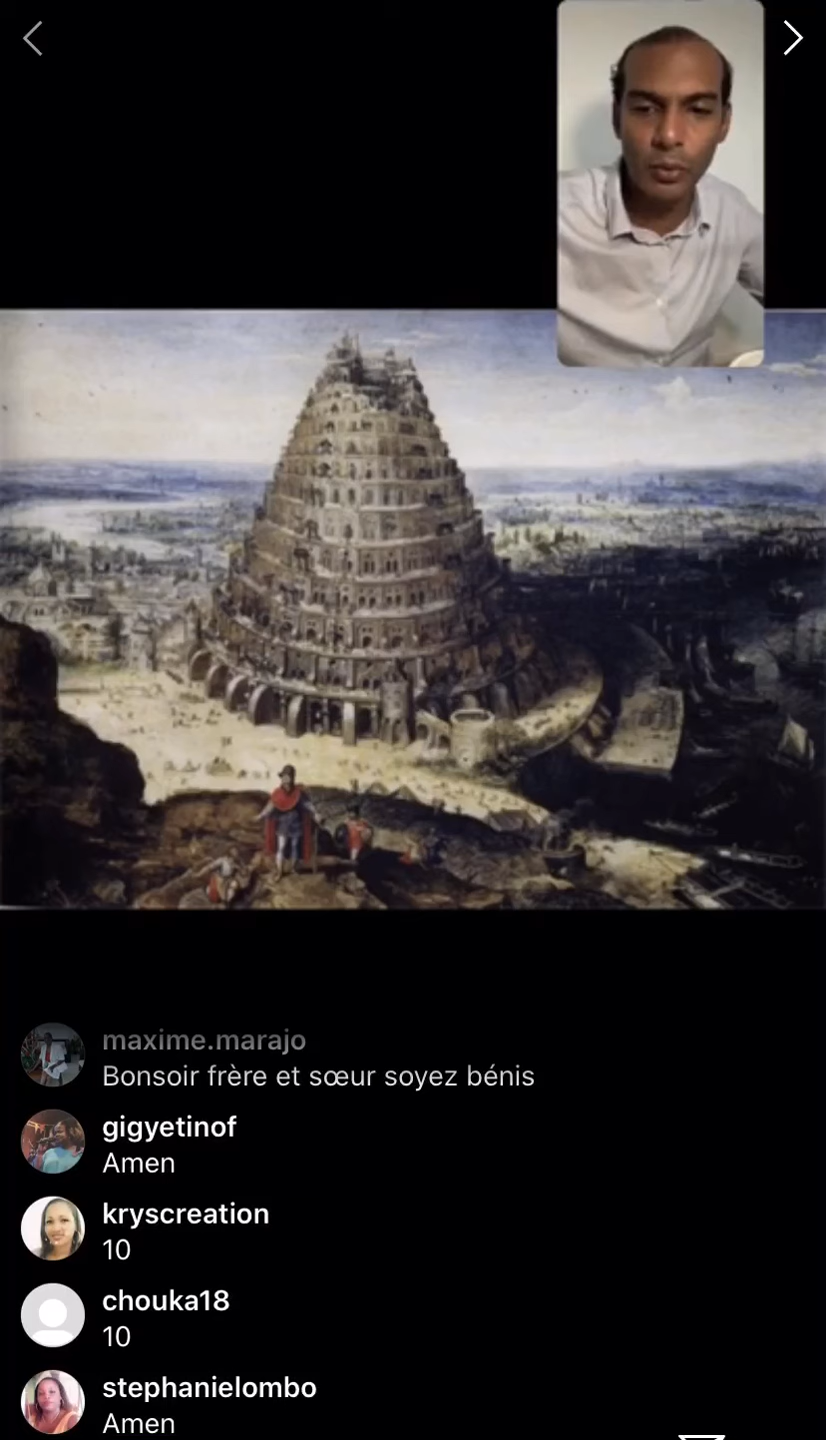 maxime.marajo
Bonsoir frère et sœur soyez bénis
gigyetinof
Amen
kryscreation
10
chouka18
10
stephanielombo
Amen